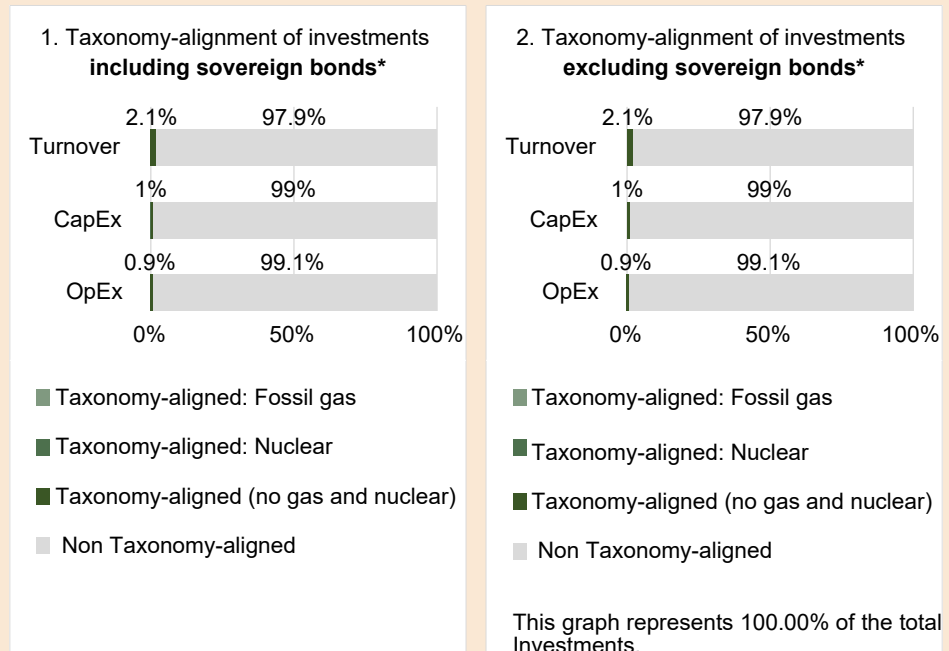 1. Taxonomy-alignment of investments
including sovereign bonds*
2.1% 97.9%
Turnover
1% 99%
CapEx
0.9% 99.1%
OpEx
0% 50% 100%
Taxonomy-aligned: Fossil gas
Taxonomy-aligned: Nuclear
Taxonomy-aligned (no gas and nuclear)
Non Taxonomy-aligned
2. Taxonomy-alignment of investments
excluding sovereign bonds*
2.1% 97.9%
Turnover
1% 99%
CapEx
0.9% 99.1%
OpEx
0% 50% 100%
Taxonomy-aligned: Fossil gas
Taxonomy-aligned: Nuclear
Taxonomy-aligned (no gas and nuclear)
Non Taxonomy-aligned
This graph represents 100.00% of the total
Investments.